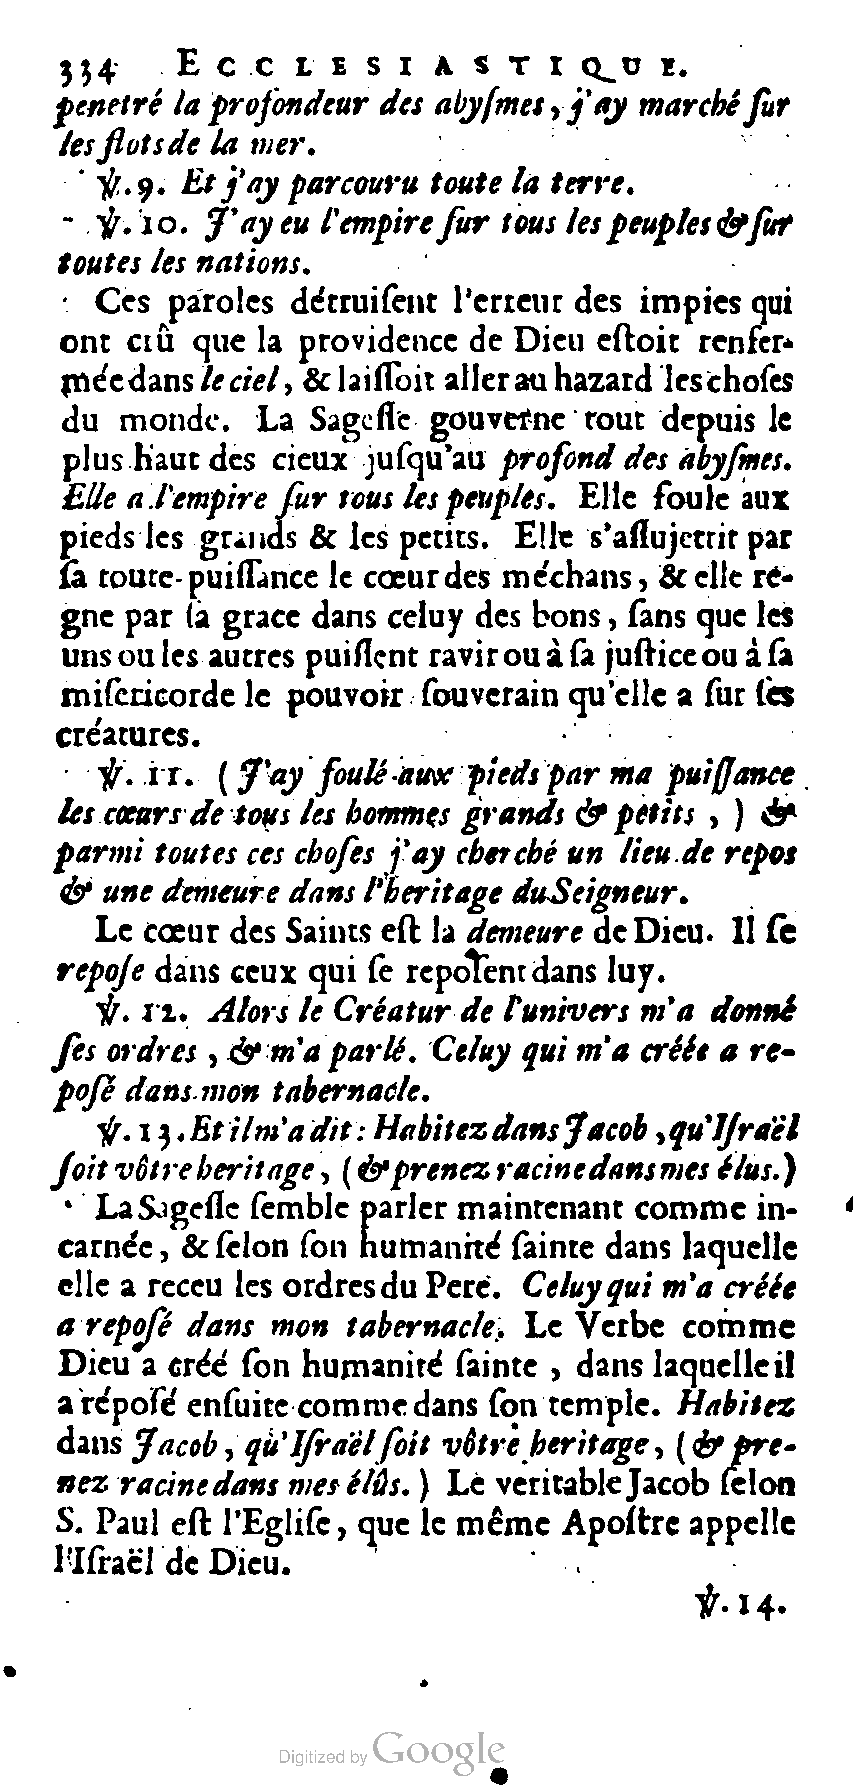 334 ECCLESIASTIQUE.
penetré la profondeur des abyſmes, j'ay marché ſur
les flots de la mer.
℣. 9. Et j'ay parcouru toute la terre.
℣. 10. J'ay eu l'empire ſur tous les peuples & ſur
toutes les nations.
Ces paroles détruiſent l'erreur des impies qui
ont crû que la providence de Dieu eſtoit renfer-
mée dans le ciel, & laiſſoit aller au hazard les choſes
du monde. La Sageſſe gouverne tout depuis le
plus haut des cieux juſqu'au profond des abyſmes.
Elle a l'empire ſur tous les peuples. Elle foule aux
pieds les grands & les petits. Elle s'aſſujettit par
ſa toute-puiſſance le cœur des méchans, & elle re-
gne par ſa grace dans celuy des bons, ſans que les
uns ou les autres puiſſent ravir ou à ſa juſtice ou à ſa
miſericorde le pouvoir ſouverain qu'elle a ſur ſes
créatures.
℣. 11. (J'ay foulé aux pieds par ma puiſſance
les cœurs de tous les hommes grands & petits,) &
parmi toutes ces choſes j'ay cherché un lieu de repos
& une demeure dans l'heritage du Seigneur.
Le cœur des Saints eſt la demeure de Dieu. Il ſe
repoſe dans ceux qui ſe repoſent dans luy.
℣. 12. Alors le Créatur de l'univers m'a donné
ſes ordres, & m'a parlé. Celuy qui m'a créée a re-
poſé dans mon tabernacle.
℣. 13. Et il m'a dit: Habitez dans Jacob, qu'Iſraël
ſoit vôtre heritage, (& prenez racine dans mes élus.)
La Sageſſe ſemble parler maintenant comme in-
carnée, & ſelon ſon humanité ſainte dans laquelle
elle a receu les ordres du Pere. Celuy qui m'a créée
a repoſé dans mon tabernacle. Le Verbe comme
Dieu a créé ſon humanité ſainte, dans laquelle il
a répoſé enſuite comme dans ſon temple. Habitez
dans Jacob, qu'Iſraël ſoit vôtre heritage, (& pre-
nez racine dans mes élûs.) Le veritable Jacob ſelon
S. Paul eſt l'Egliſe, que le même Apoſtre appelle
l'Iſraël de Dieu.
℣. 14.
Digitized by Google